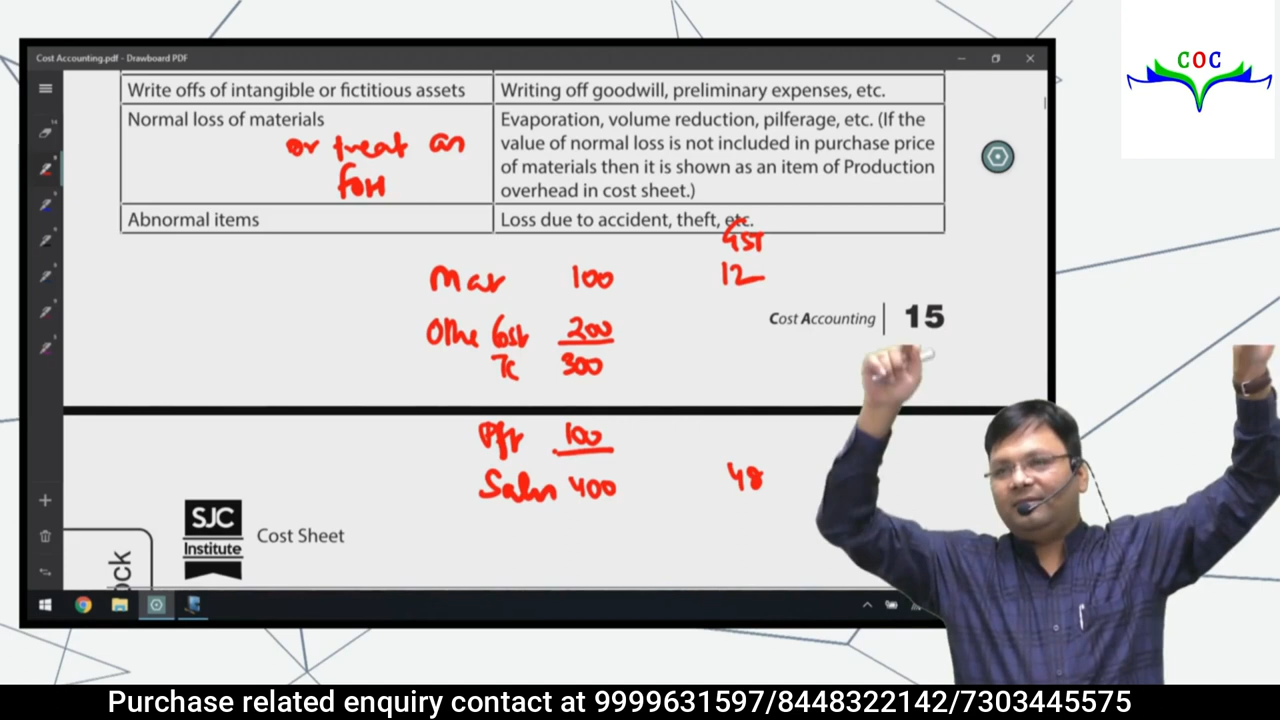 COC
Cost Accounting.pdf - Drawboard PDF
Write offs of intangible or fictitious assets
Writing off goodwill, preliminary expenses, etc.
Normal loss of materials
or treat as
FOH
Evaporation, volume reduction, pilferage, etc. (If the
value of normal loss is not included in purchase price
of materials then it is shown as an item of Production
overhead in cost sheet.)
Abnormal items
Loss due to accident, theft, etc.
GST
Mat 100 12
Cost Accounting | 15
Othe Cost 200
TC 300
Pft 100
Sales 400 48
SJC
Institute
Cost Sheet
ock
Purchase related enquiry contact at 9999631597/8448322142/7303445575